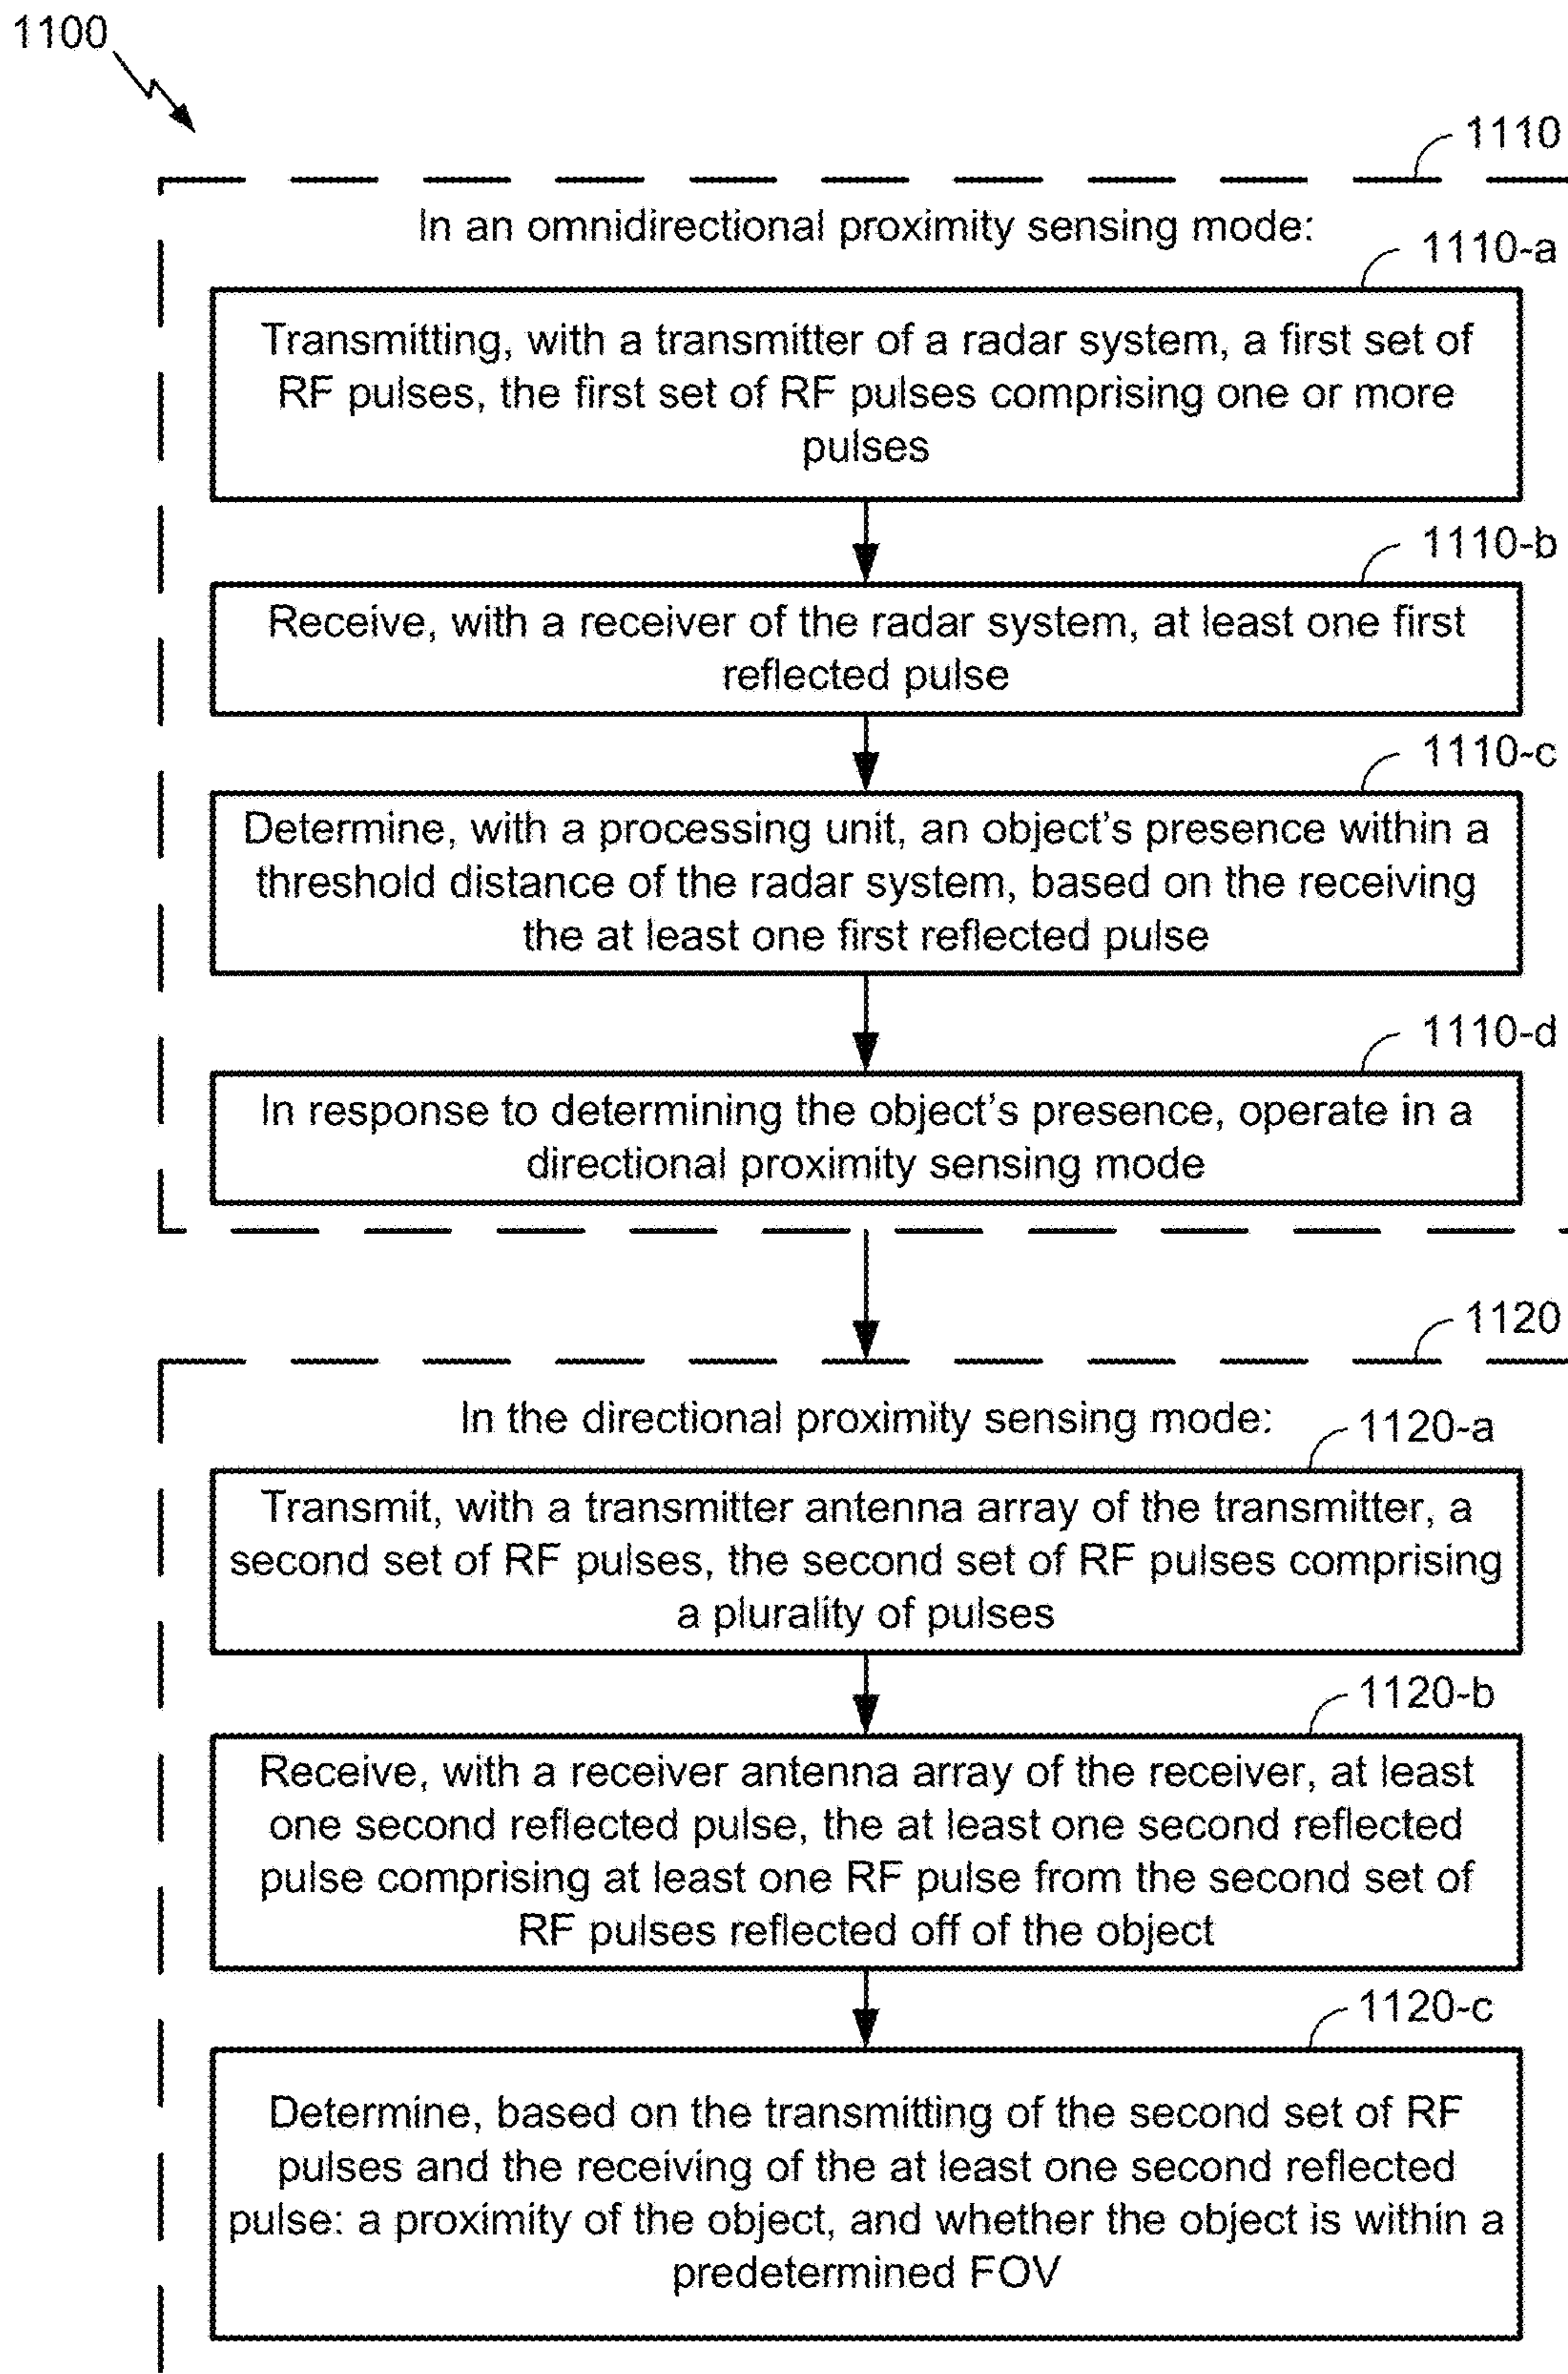 1100
1110
In an omnidirectional proximity sensing mode:
1110-a
Transmitting, with a transmitter of a radar system, a first set of
RF pulses, the first set of RF pulses comprising one or more
pulses
1110-b
Receive, with a receiver of the radar system, at least one first
reflected pulse
1110-c
Determine, with a processing unit, an object's presence within a
threshold distance of the radar system, based on the receiving
the at least one first reflected pulse
1110-d
In response to determining the object's presence, operate in a
directional proximity sensing mode
1120
In the directional proximity sensing mode:
1120-a
Transmit, with a transmitter antenna array of the transmitter, a
second set of RF pulses, the second set of RF pulses comprising
a plurality of pulses
1120-b
Receive, with a receiver antenna array of the receiver, at least
one second reflected pulse, the at least one second reflected
pulse comprising at least one RF pulse from the second set of
RF pulses reflected off of the object
1120-c
Determine, based on the transmitting of the second set of RF
pulses and the receiving of the at least one second reflected
pulse: a proximity of the object, and whether the object is within a
predetermined FOV